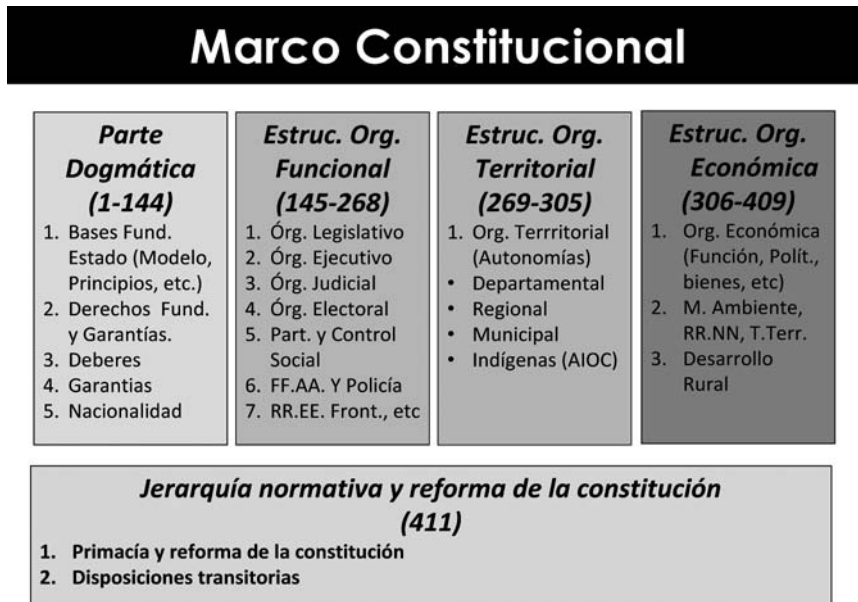 Marco Constitucional
Parte
Dogmática
(1-144)
1. Bases Fund.
Estado (Modelo,
Principios, etc.)
2. Derechos Fund.
y Garantías.
3. Deberes
4. Garantias
5. Nacionalidad
Estruc. Org.
Funcional
(145-268)
1. Órg. Legislativo
2. Órg. Ejecutivo
3. Órg. Judicial
4. Órg. Electoral
5. Part. y Control
Social
6. FF.AA. Y Policía
7. RR.EE. Front., etc
Estruc. Org.
Territorial
(269-305)
1. Org. Terrritorial
(Autonomías)
• Departamental
• Regional
• Municipal
• Indígenas (AIOC)
Estruc. Org.
Económica
(306-409)
1. Org. Económica
(Función, Polít.,
bienes, etc)
2. M. Ambiente,
RR.NN, T.Terr.
3. Desarrollo
Rural
Jerarquía normativa y reforma de la constitución
(411)
1. Primacía y reforma de la constitución
2. Disposiciones transitorias